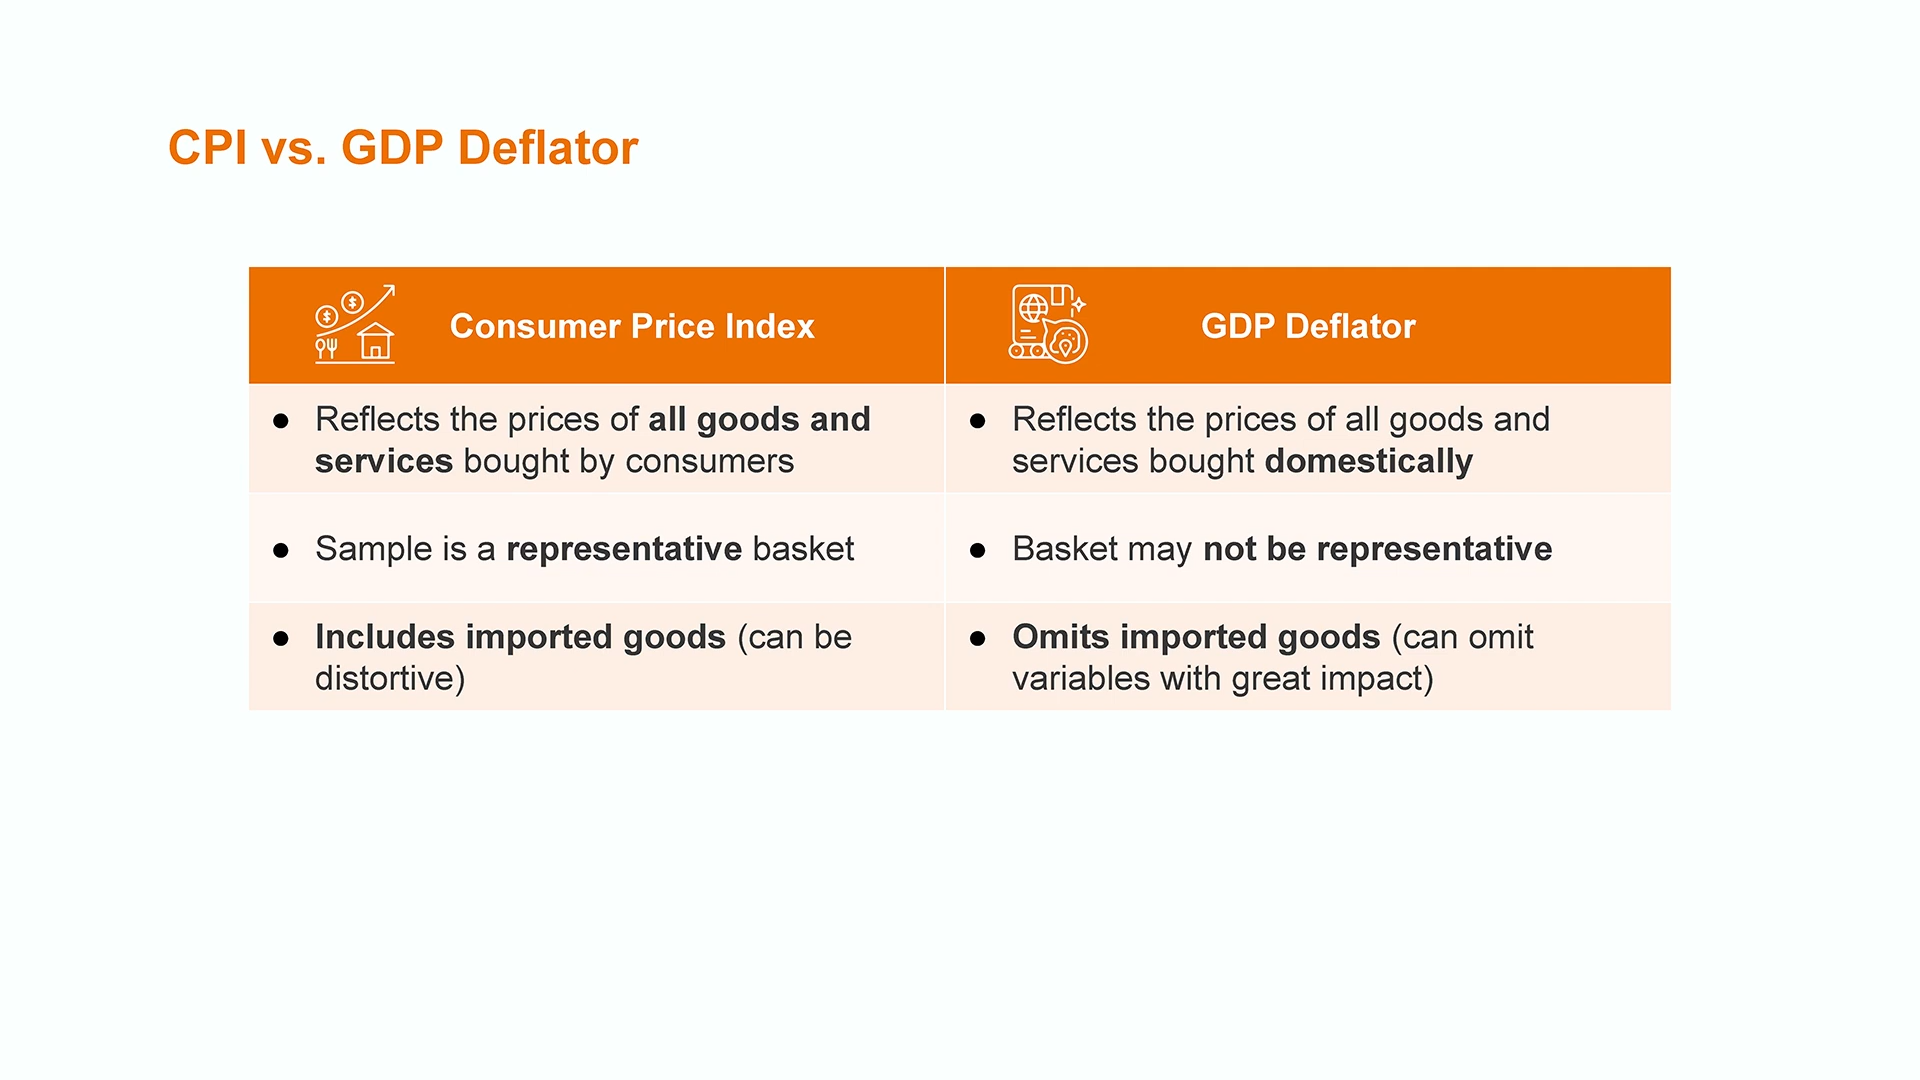 CPI vs. GDP Deflator
Consumer Price Index
GDP Deflator
● Reflects the prices of all goods and
services bought by consumers
● Reflects the prices of all goods and
services bought domestically
● Sample is a representative basket
● Basket may not be representative
● Includes imported goods (can be
distortive)
● Omits imported goods (can omit
variables with great impact)